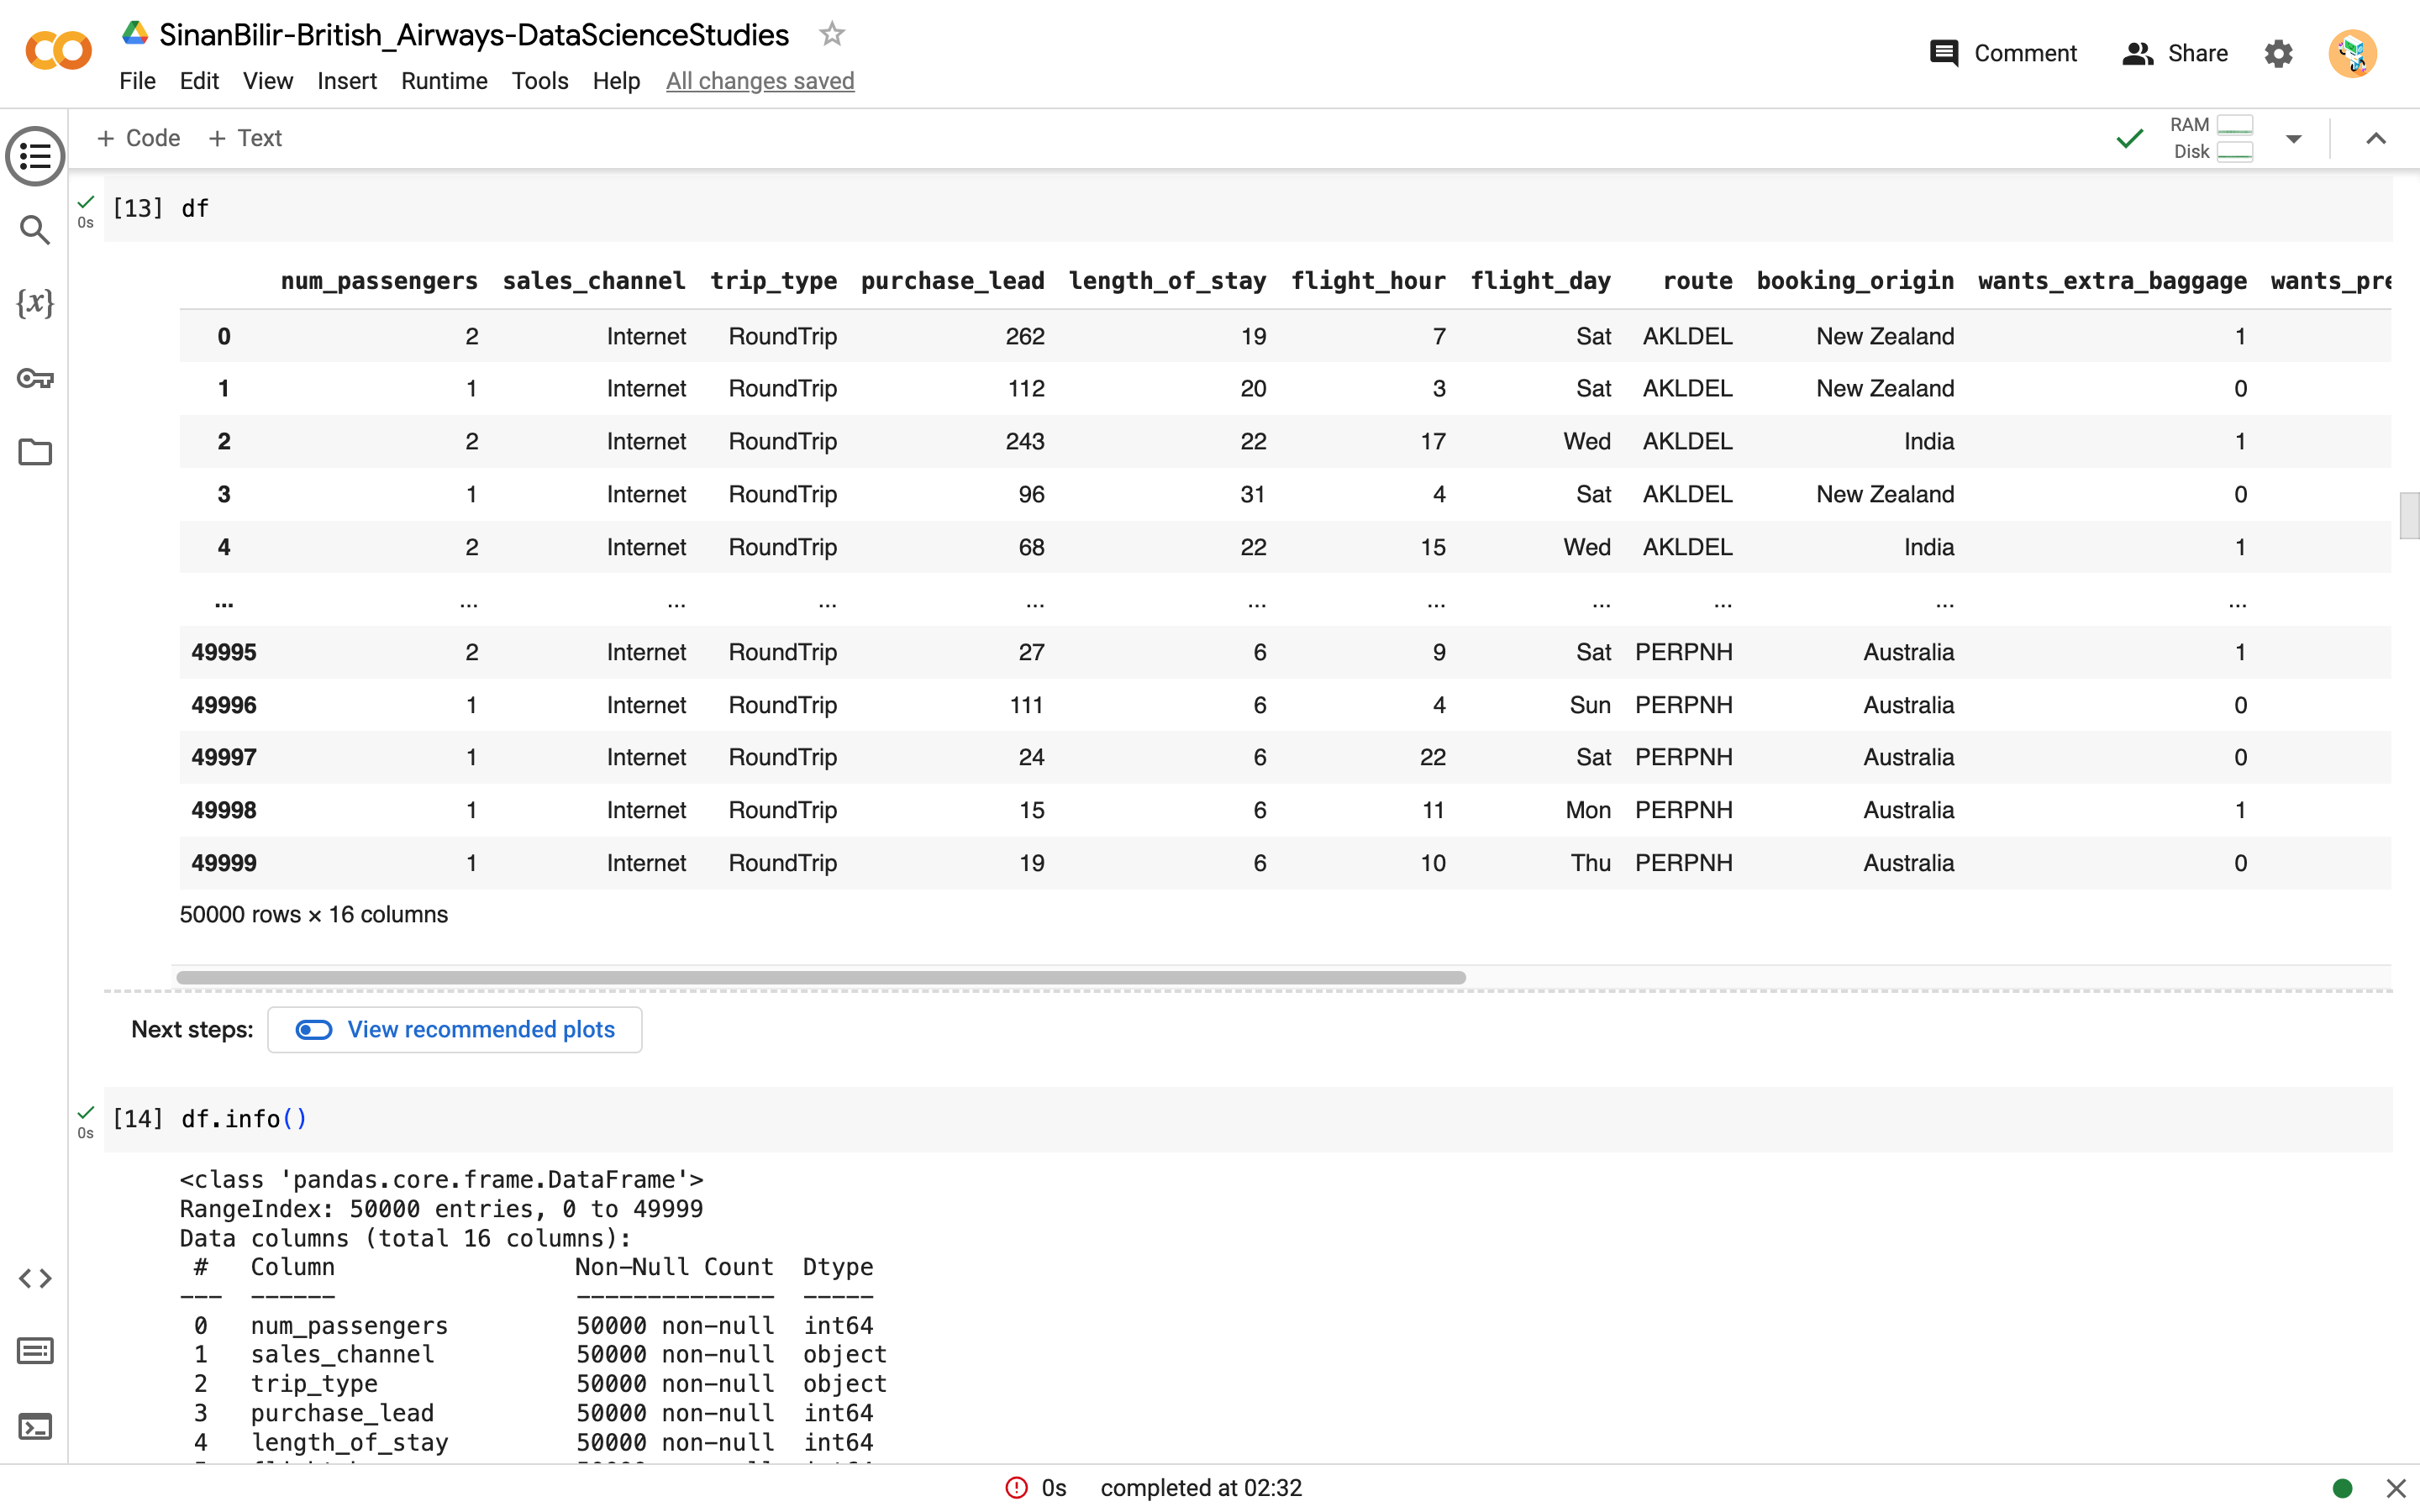 SinanBilir-British_Airways-DataScienceStudies
Comment Share
File Edit View Insert Runtime Tools Help All changes saved
+ Code + Text RAM
Disk
[13] df
0s
num_passengers sales_channel trip_type purchase_lead length_of_stay flight_hour flight_day route booking_origin wants_extra_baggage wants_pre
0 2 Internet RoundTrip 262 19 7 Sat AKLDEL New Zealand 1
1 1 Internet RoundTrip 112 20 3 Sat AKLDEL New Zealand 0
2 2 Internet RoundTrip 243 22 17 Wed AKLDEL India 1
3 1 Internet RoundTrip 96 31 4 Sat AKLDEL New Zealand 0
4 2 Internet RoundTrip 68 22 15 Wed AKLDEL India 1
... ... ... ... ... ... ... ... ... ... ...
49995 2 Internet RoundTrip 27 6 9 Sat PERPNH Australia 1
49996 1 Internet RoundTrip 111 6 4 Sun PERPNH Australia 0
49997 1 Internet RoundTrip 24 6 22 Sat PERPNH Australia 0
49998 1 Internet RoundTrip 15 6 11 Mon PERPNH Australia 1
49999 1 Internet RoundTrip 19 6 10 Thu PERPNH Australia 0
50000 rows × 16 columns
Next steps: View recommended plots
[14] df.info()
0s
<class 'pandas.core.frame.DataFrame'>
RangeIndex: 50000 entries, 0 to 49999
Data columns (total 16 columns):
# Column Non-Null Count Dtype
--- ------ -------------- -----
0 num_passengers 50000 non-null int64
1 sales_channel 50000 non-null object
2 trip_type 50000 non-null object
3 purchase_lead 50000 non-null int64
4 length_of_stay 50000 non-null int64
0s completed at 02:32